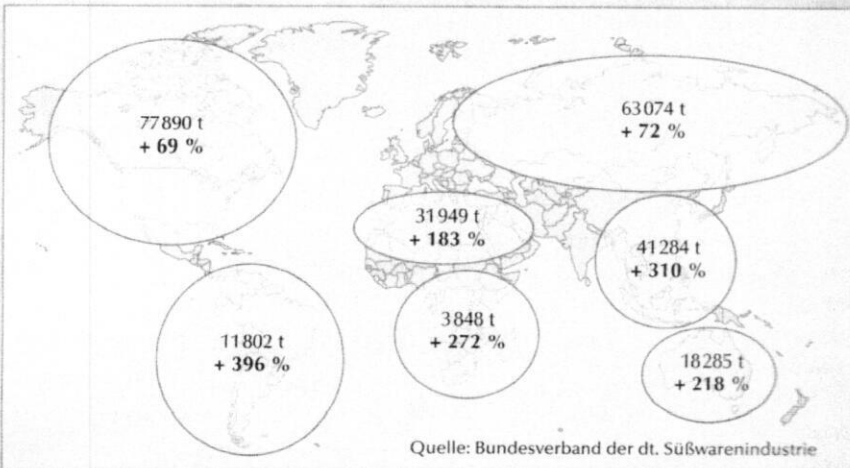 77890 t
+ 69 %
63074 t
+ 72 %
31949 t
+ 183 %
41284 t
+ 310 %
11802 t
+ 396 %
3848 t
+ 272 %
18285 t
+ 218 %
Quelle: Bundesverband der dt. Süßwarenindustrie